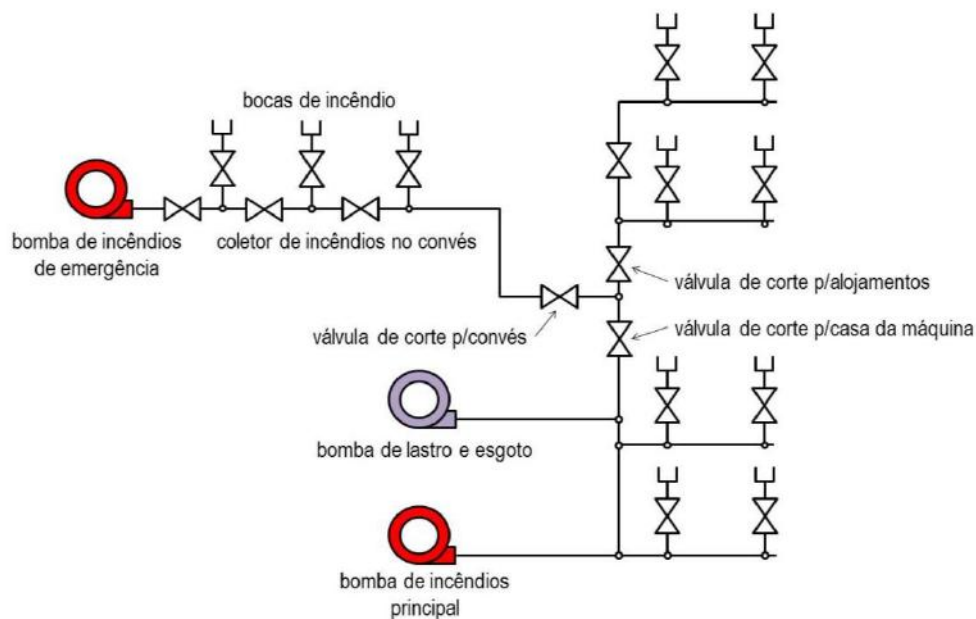 bocas de incêndio
bomba de incêndios
de emergência
coletor de incêndios no convés
válvula de corte p/alojamentos
válvula de corte p/convés
válvula de corte p/casa da máquina
bomba de lastro e esgoto
bomba de incêndios
principal